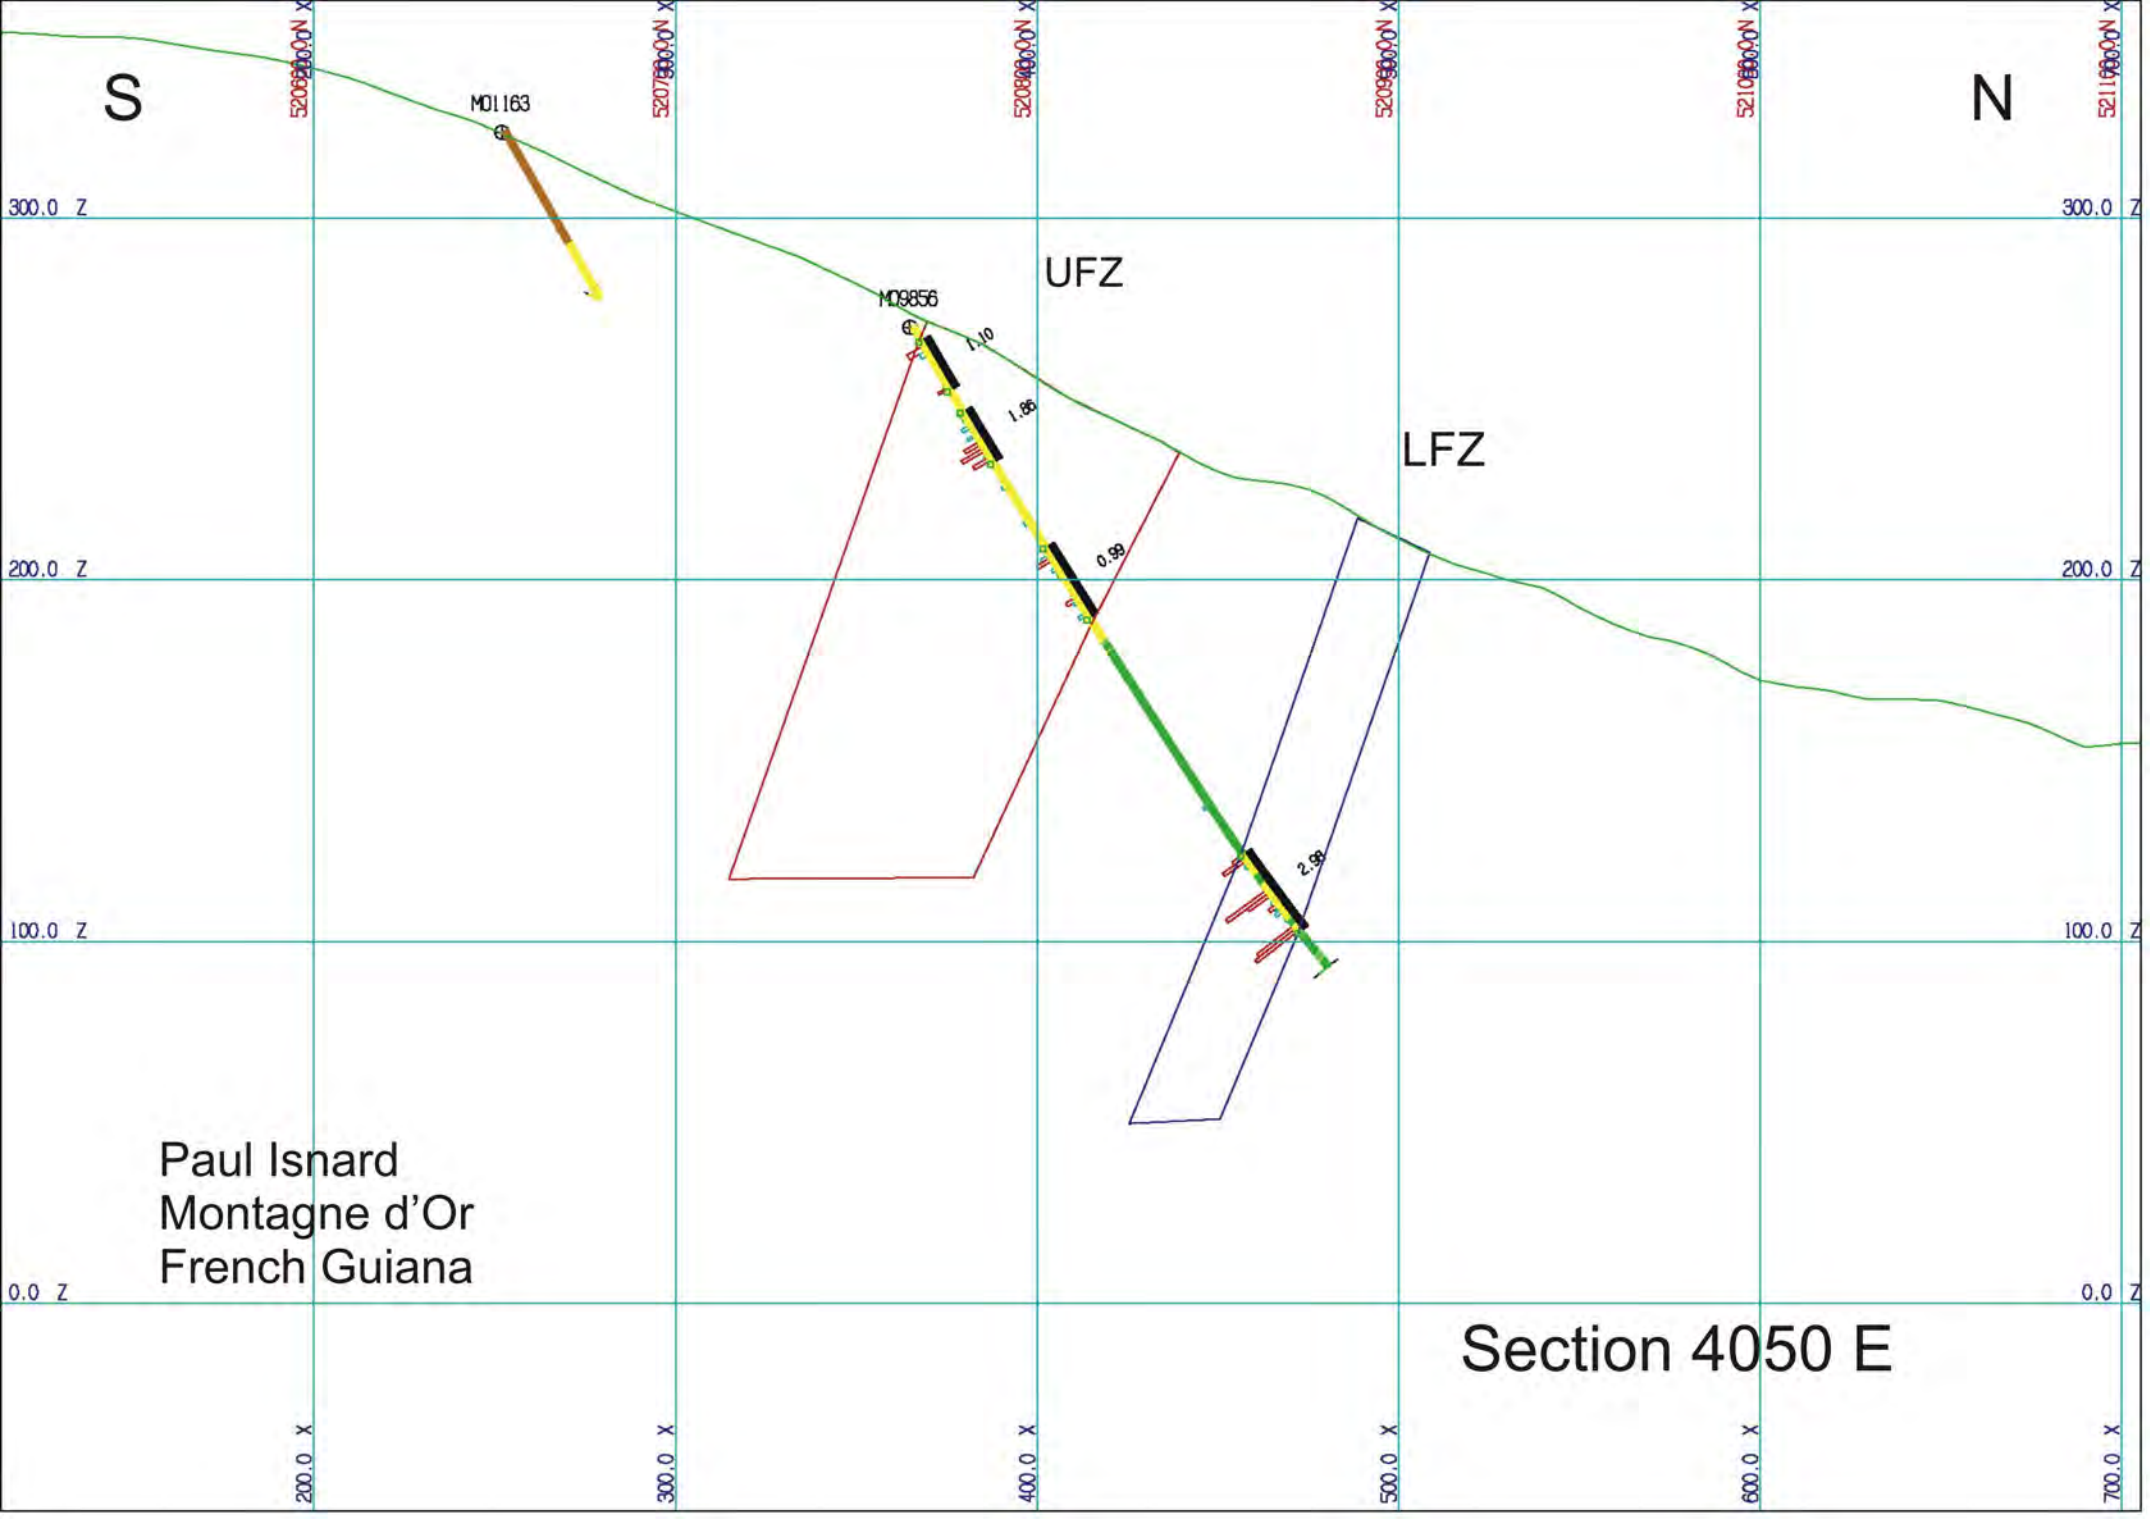 S
N
MO1163
300.0 Z
300.0 Z
UFZ
MO9856
1.10
1.86
LFZ
0.99
200.0 Z
200.0 Z
2.98
100.0 Z
100.0 Z
Paul Isnard
Montagne d’Or
French Guiana
0.0 Z
0.0 Z
Section 4050 E
200.0 X
300.0 X
400.0 X
500.0 X
600.0 X
700.0 X